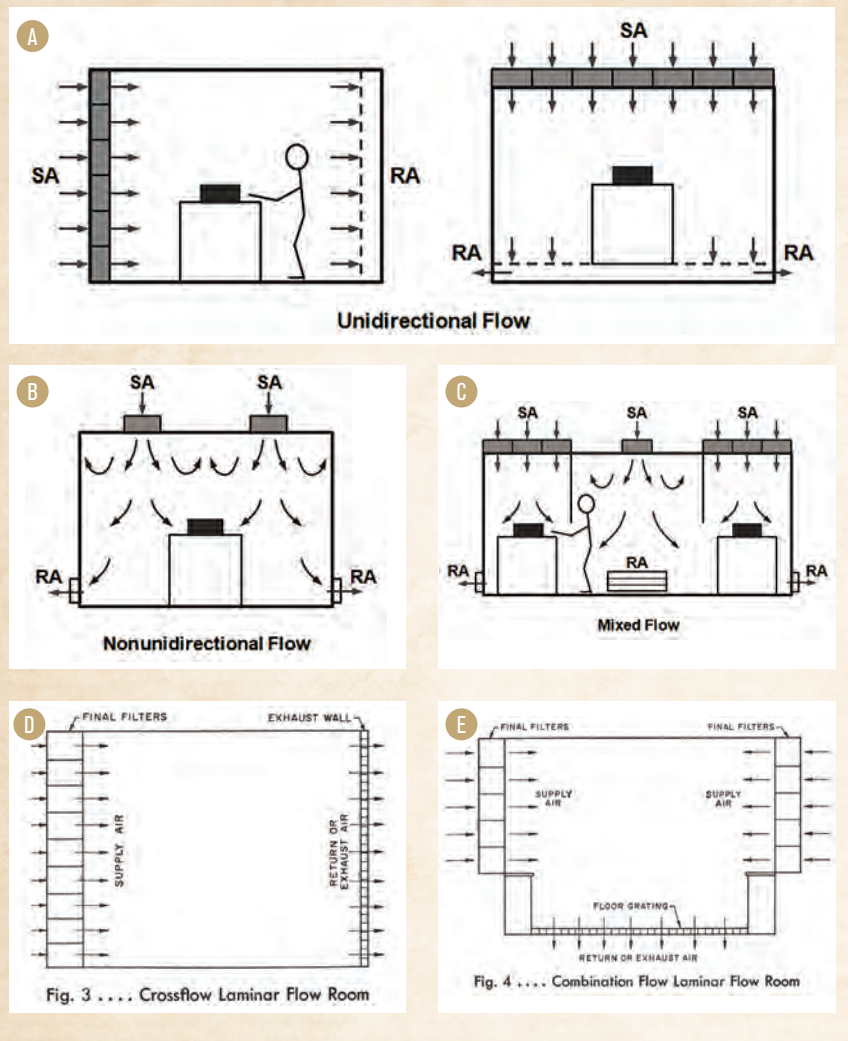 A
SA
RA
SA
RA
RA
Unidirectional Flow
B
SA
SA
RA
RA
Nonunidirectional Flow
C
SA
SA
SA
RA
RA
RA
Mixed Flow
D
FINAL FILTERS
EXHAUST WALL
SUPPLY AIR
RETURN OR
EXHAUST AIR
Fig. 3 .... Crossflow Laminar Flow Room
E
FINAL FILTERS
FINAL FILTERS
SUPPLY
AIR
SUPPLY
AIR
FLOOR GRATING
RETURN OR EXHAUST AIR
Fig. 4 .... Combination Flow Laminar Flow Room